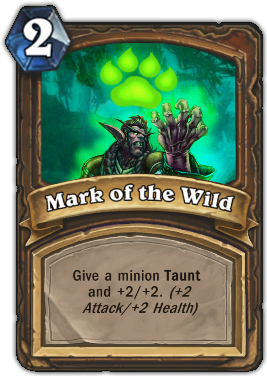 2
Mark of the Wild
Give a minion Taunt
and +2/+2. (+2
Attack/+2 Health)